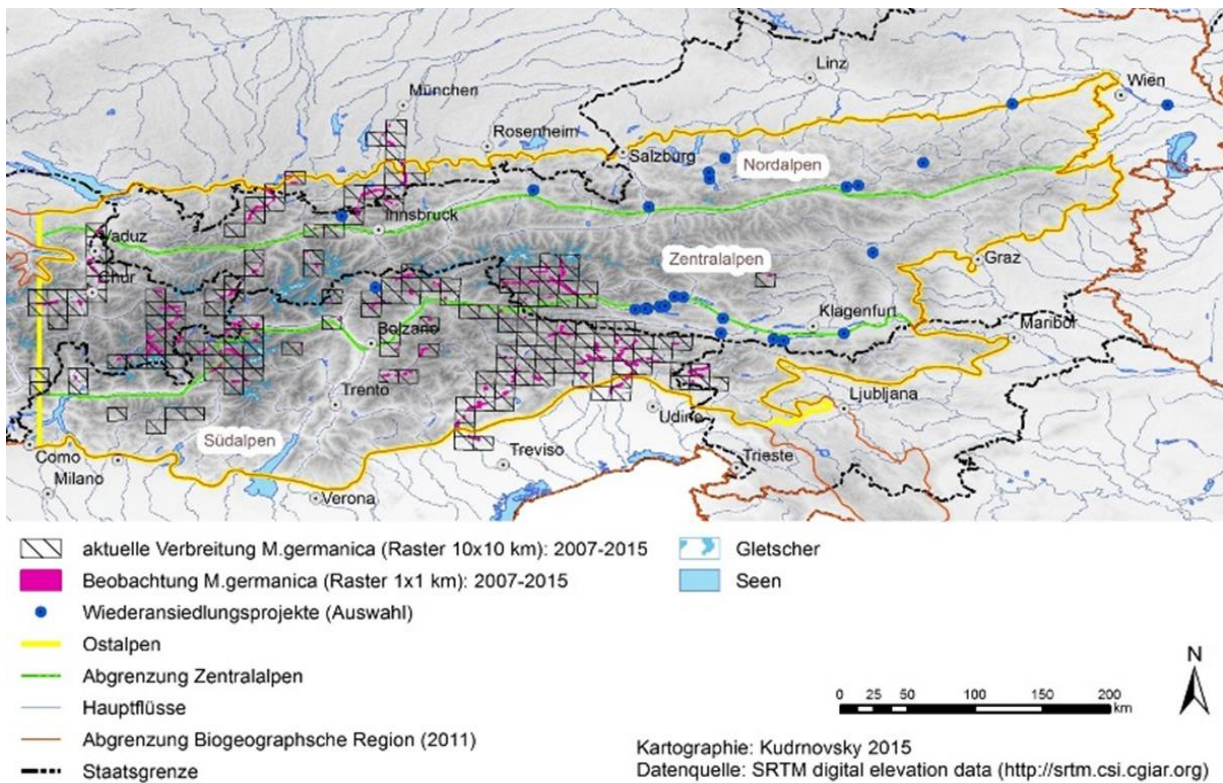 Linz
Wien
München
Rosenheim
Salzburg
Nordalpen
Innsbruck
Vaduz
Zentralalpen
Graz
Chur
Klagenfurt
Maribor
Bolzano
Trento
Ljubljana
Udine
Südalpen
Treviso
Como
Trieste
Milano
Verona
aktuelle Verbreitung M.germanica (Raster 10x10 km): 2007-2015
Gletscher
Beobachtung M.germanica (Raster 1x1 km): 2007-2015
Seen
Wiederansiedlungsprojekte (Auswahl)
Ostalpen
Abgrenzung Zentralalpen
N
Hauptflüsse
0 25 50 100 150 200
km
Abgrenzung Biogeographsche Region (2011)
Kartographie: Kudrnovsky 2015
Staatsgrenze
Datenquelle: SRTM digital elevation data (http://srtm.csi.cgiar.org)